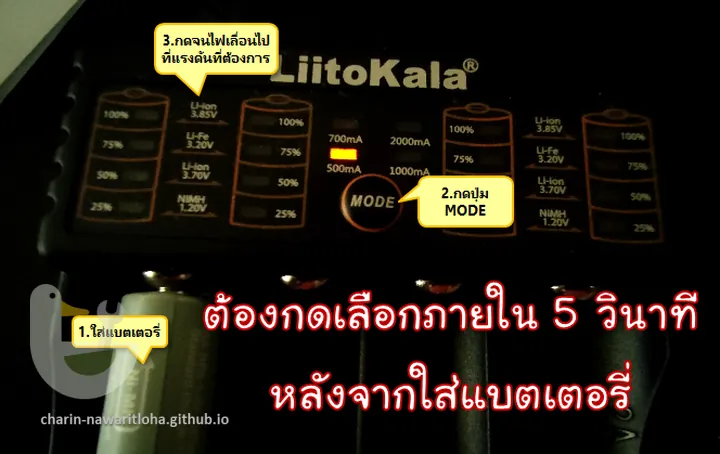 3.กดจนไฟเลื่อนไป
ที่แรงดันที่ต้องการ
LiitoKala®
100%
Li-ion
3.85V
100%
700mA
2000mA
100%
Li-ion
3.85V
100%
75%
Li-Fe
3.20V
75%
500mA
1000mA
75%
Li-Fe
3.20V
75%
50%
Li-ion
3.70V
50%
MODE
2.กดปุ่ม
MODE
Li-ion
3.70V
50%
25%
NiMH
1.20V
25%
NiMH
1.20V
25%
1.ใส่แบตเตอรี่
ต้องกดเลือกภายใน 5 วินาที
หลังจากใส่แบตเตอรี่
charin-nawaritloha.github.io